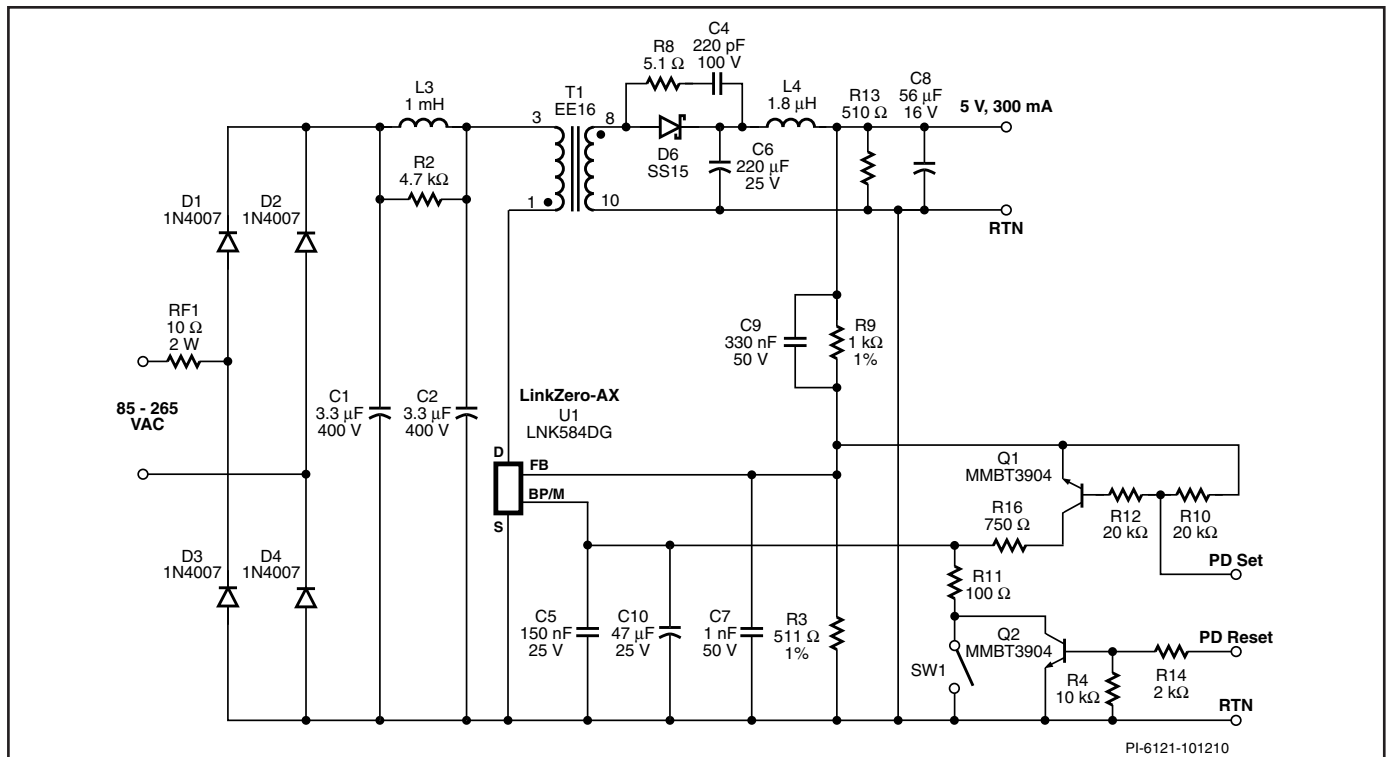 R8
5.1 Ω
C4
220 pF
100 V
L3
1 mH
T1
EE16
L4
1.8 µH
R13
510 Ω
C8
56 µF
16 V
5 V, 300 mA
3
8
D6
SS15
C6
220 µF
25 V
R2
4.7 kΩ
1
10
RTN
D1
1N4007
D2
1N4007
RF1
10 Ω
2 W
85 - 265
VAC
C1
3.3 µF
400 V
C2
3.3 µF
400 V
C9
330 nF
50 V
R9
1 kΩ
1%
LinkZero-AX
U1
LNK584DG
D
FB
BP/M
S
Q1
MMBT3904
R16
750 Ω
R12
20 kΩ
R10
20 kΩ
PD Set
D3
1N4007
D4
1N4007
C5
150 nF
25 V
C10
47 µF
25 V
C7
1 nF
50 V
R3
511 Ω
1%
R11
100 Ω
Q2
MMBT3904
SW1
PD Reset
R4
10 kΩ
R14
2 kΩ
RTN
PI-6121-101210